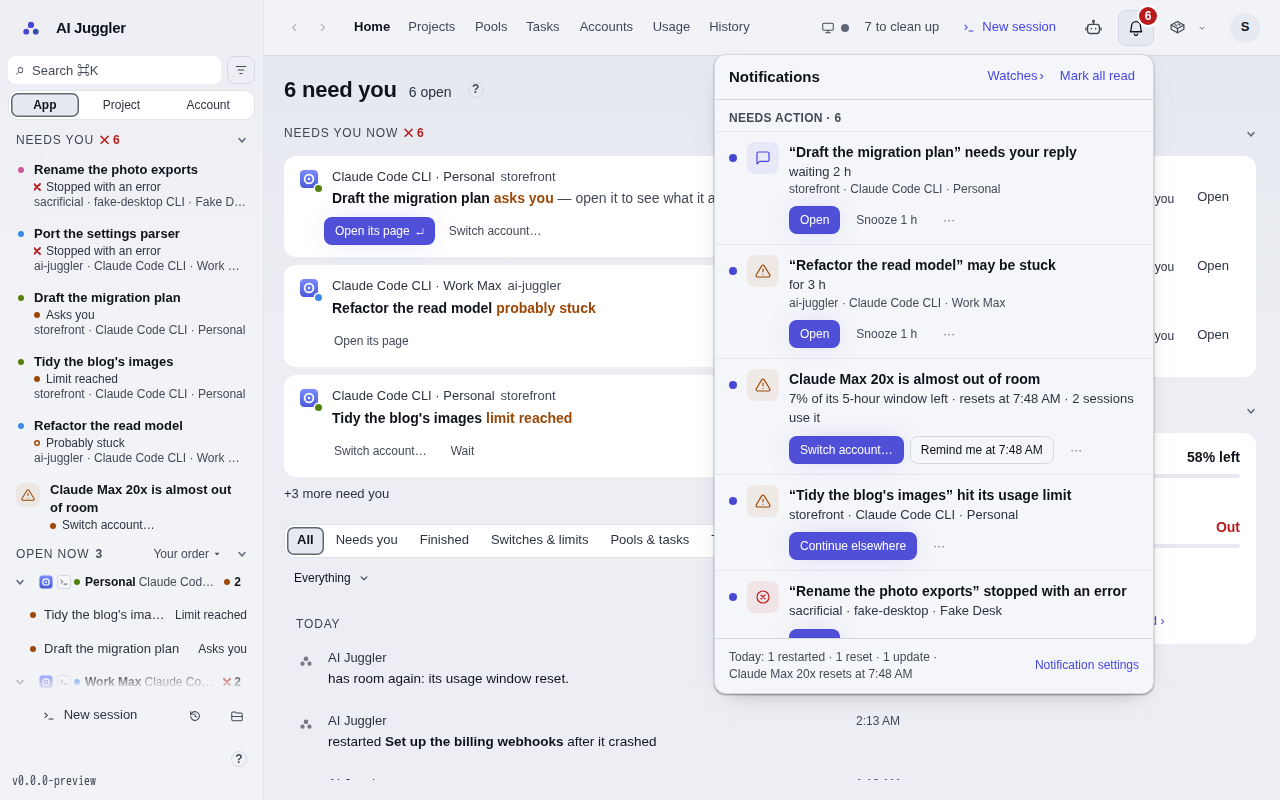 AI Juggler
Search ⌘K
App
Project
Account
NEEDS YOU 6
Rename the photo exports
Stopped with an error
sacrificial · fake-desktop CLI · Fake D…
Port the settings parser
Stopped with an error
ai-juggler · Claude Code CLI · Work …
Draft the migration plan
Asks you
storefront · Claude Code CLI · Personal
Tidy the blog's images
Limit reached
storefront · Claude Code CLI · Personal
Refactor the read model
Probably stuck
ai-juggler · Claude Code CLI · Work …
Claude Max 20x is almost out of room
Switch account…
OPEN NOW 3
Your order
Personal Claude Cod… 2
Tidy the blog's ima… Limit reached
Draft the migration plan Asks you
Work Max Claude Co… 2
New session
?
v0.0.0-preview
Home
Projects
Pools
Tasks
Accounts
Usage
History
7 to clean up
New session
6
S
6 need you 6 open ?
NEEDS YOU NOW 6
Claude Code CLI · Personal storefront
Draft the migration plan asks you — open it to see what it a
Open its page
Switch account…
Claude Code CLI · Work Max ai-juggler
Refactor the read model probably stuck
Open its page
Claude Code CLI · Personal storefront
Tidy the blog's images limit reached
Switch account…
Wait
+3 more need you
All
Needs you
Finished
Switches & limits
Pools & tasks
Everything
TODAY
AI Juggler
has room again: its usage window reset.
AI Juggler
2:13 AM
restarted Set up the billing webhooks after it crashed
you Open
you Open
you Open
58% left
Out
Notifications
Watches ›
Mark all read
NEEDS ACTION · 6
“Draft the migration plan” needs your reply
waiting 2 h
storefront · Claude Code CLI · Personal
Open
Snooze 1 h
…
“Refactor the read model” may be stuck
for 3 h
ai-juggler · Claude Code CLI · Work Max
Open
Snooze 1 h
…
Claude Max 20x is almost out of room
7% of its 5-hour window left · resets at 7:48 AM · 2 sessions
use it
Switch account…
Remind me at 7:48 AM
…
“Tidy the blog's images” hit its usage limit
storefront · Claude Code CLI · Personal
Continue elsewhere
…
“Rename the photo exports” stopped with an error
sacrificial · fake-desktop · Fake Desk
Today: 1 restarted · 1 reset · 1 update ·
Claude Max 20x resets at 7:48 AM
Notification settings